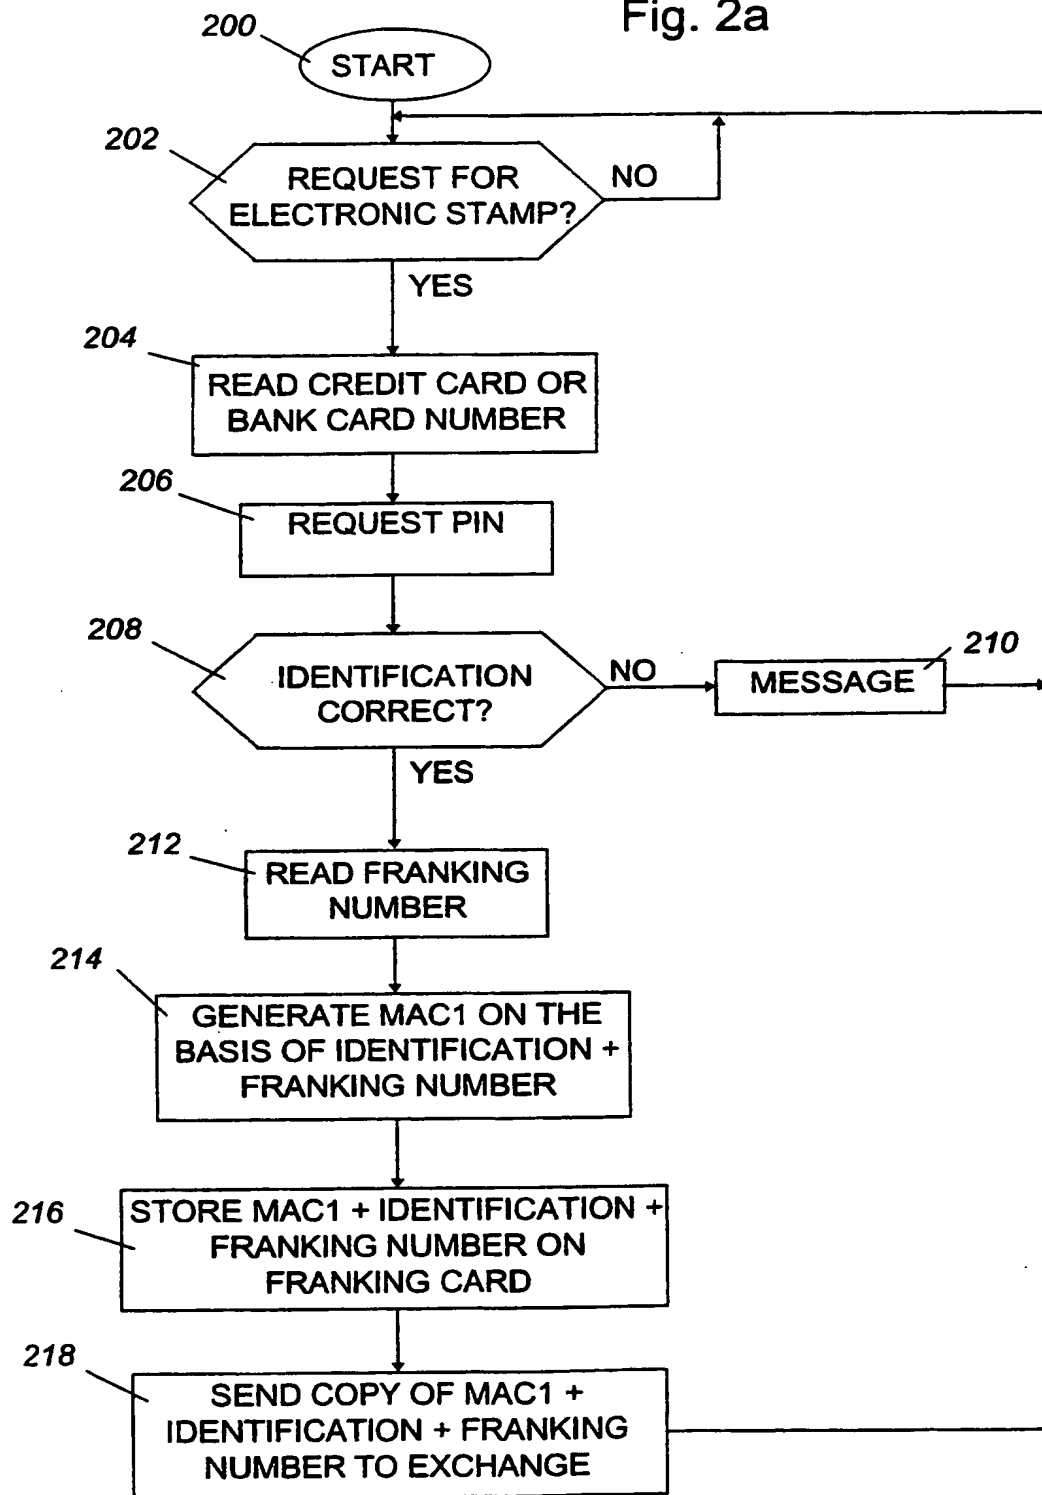 Fig. 2a
200
START
202
REQUEST FOR
ELECTRONIC STAMP?
NO
YES
204
READ CREDIT CARD OR
BANK CARD NUMBER
206
REQUEST PIN
208
IDENTIFICATION
CORRECT?
NO
210
MESSAGE
YES
212
READ FRANKING
NUMBER
214
GENERATE MAC1 ON THE
BASIS OF IDENTIFICATION +
FRANKING NUMBER
216
STORE MAC1 + IDENTIFICATION +
FRANKING NUMBER ON
FRANKING CARD
218
SEND COPY OF MAC1 +
IDENTIFICATION + FRANKING
NUMBER TO EXCHANGE